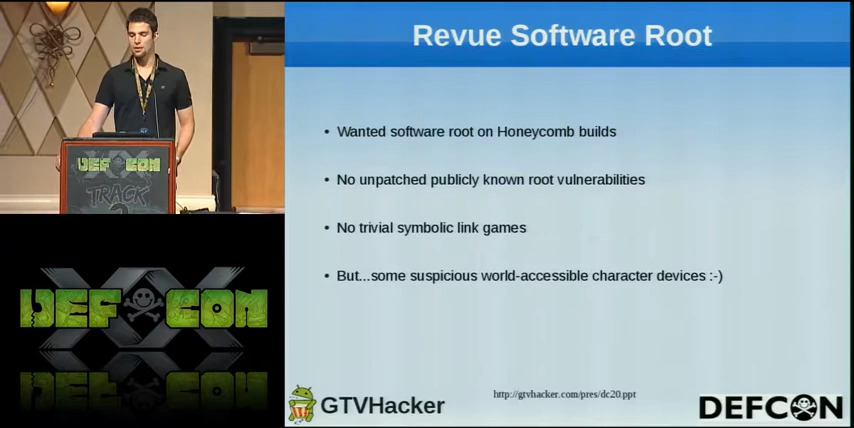 Revue Software Root
• Wanted software root on Honeycomb builds
• No unpatched publicly known root vulnerabilities
• No trivial symbolic link games
• But...some suspicious world-accessible character devices :-)
GTVHacker
http://gtvhacker.com/pres/dc20.ppt
DEFCON
DEF CON
TRACK
DEF CON